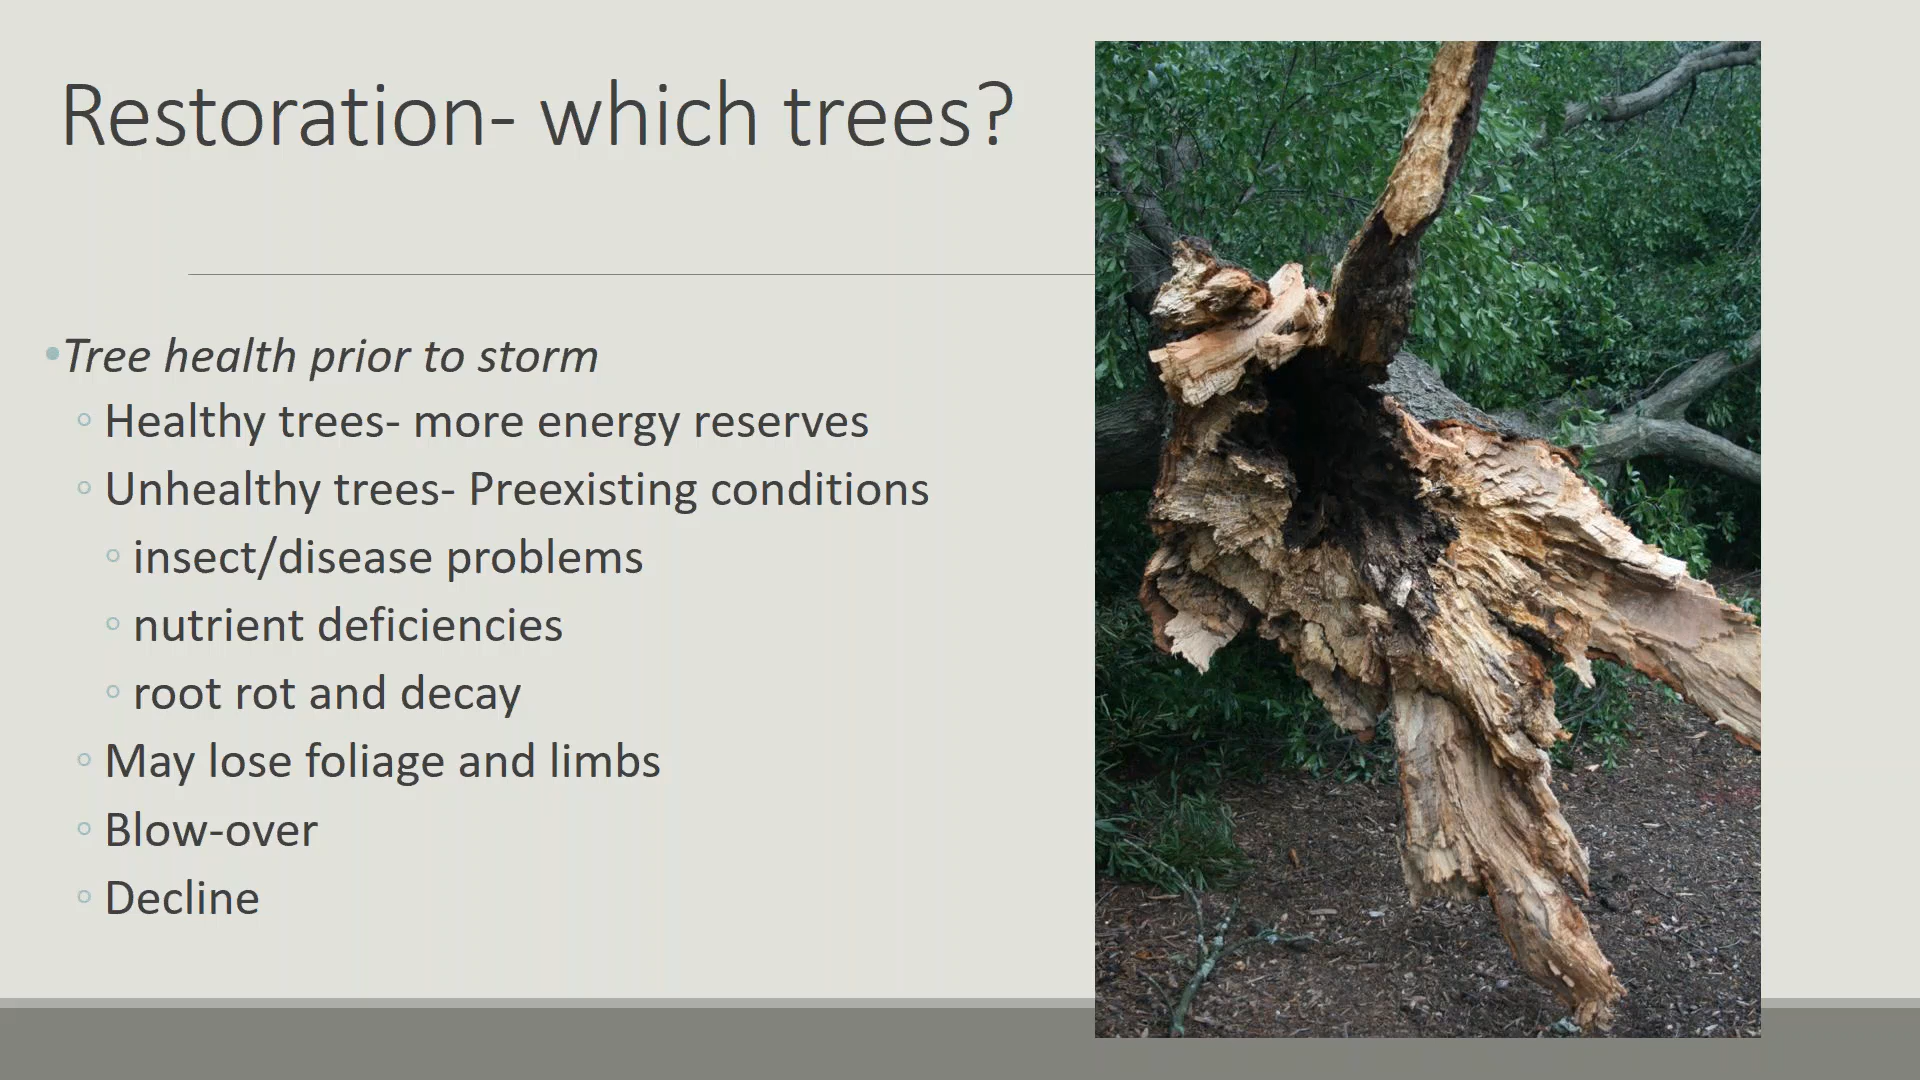 Restoration- which trees?
•Tree health prior to storm
◦ Healthy trees- more energy reserves
◦ Unhealthy trees- Preexisting conditions
◦ insect/disease problems
◦ nutrient deficiencies
◦ root rot and decay
◦ May lose foliage and limbs
◦ Blow-over
◦ Decline